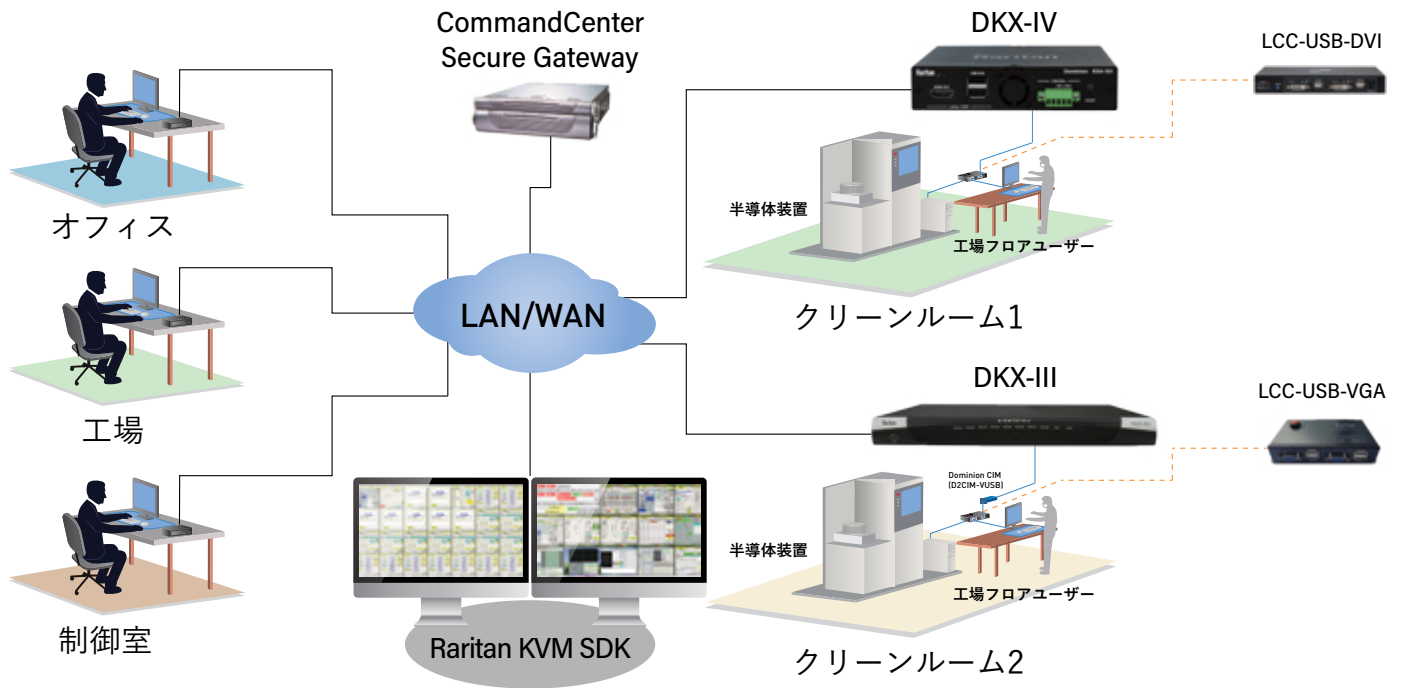 CommandCenter
Secure Gateway
DKX-IV
LCC-USB-DVI
オフィス
半導体装置
工場フロアユーザー
クリーンルーム1
LAN/WAN
工場
DKX-III
LCC-USB-VGA
Dominion CIM
(D2CIM-VUSB)
半導体装置
工場フロアユーザー
クリーンルーム2
制御室
Raritan KVM SDK